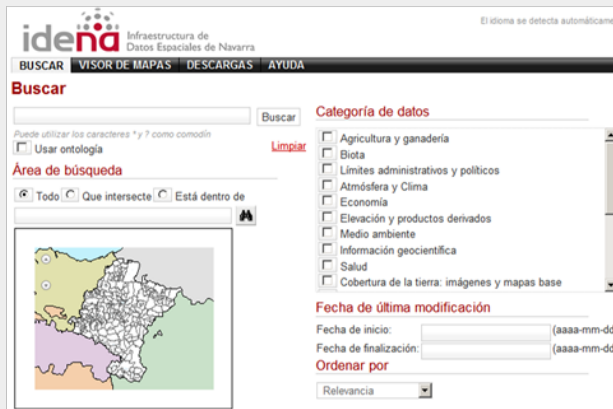 El idioma se detecta automáticame
idena Infraestructura de
Datos Espaciales de Navarra
BUSCAR VISOR DE MAPAS DESCARGAS AYUDA
Buscar
Buscar
Puede utilizar los caracteres * y ? como comodín
Usar ontología
Limpiar
Área de búsqueda
Todo Que intersecte Está dentro de
Categoría de datos
Agricultura y ganadería
Biota
Límites administrativos y políticos
Atmósfera y Clima
Economía
Elevación y productos derivados
Medio ambiente
Información geocientífica
Salud
Cobertura de la tierra: imágenes y mapas base
Fecha de última modificación
Fecha de inicio: (aaaa-mm-dd
Fecha de finalización: (aaaa-mm-dd
Ordenar por
Relevancia